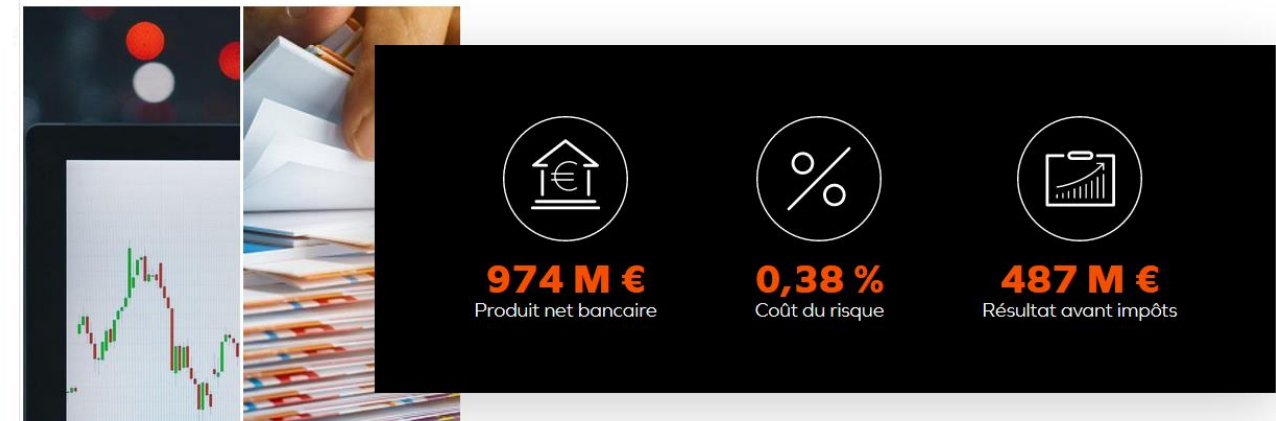 974 M €
Produit net bancaire
0,38 %
Coût du risque
487 M €
Résultat avant impôts